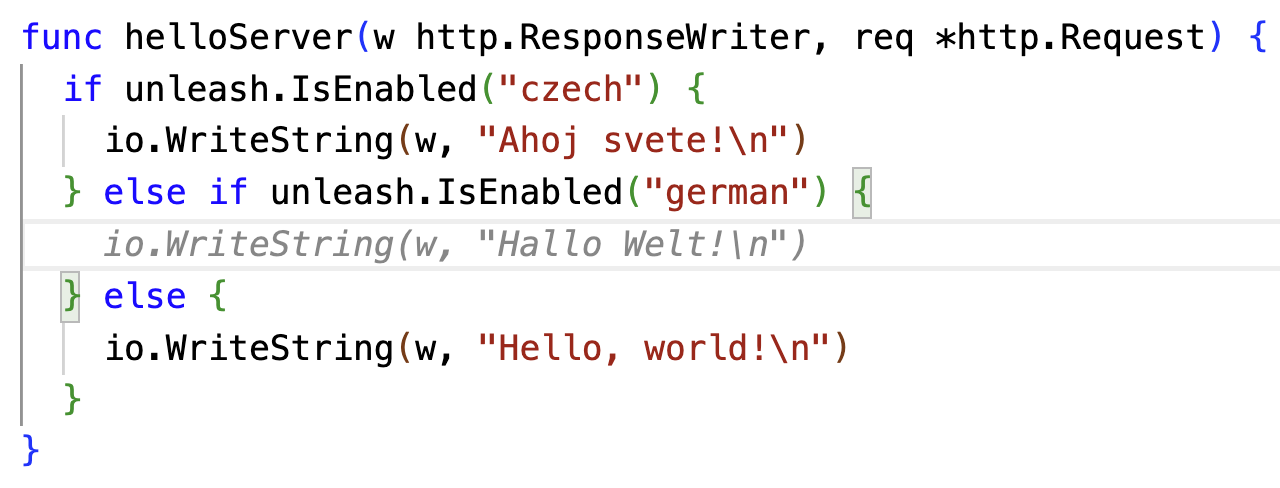 func helloServer(w http.ResponseWriter, req *http.Request) {
  if unleash.IsEnabled("czech") {
    io.WriteString(w, "Ahoj svete!\n")
  } else if unleash.IsEnabled("german") {
    io.WriteString(w, "Hallo Welt!\n")
  } else {
    io.WriteString(w, "Hello, world!\n")
  }
}